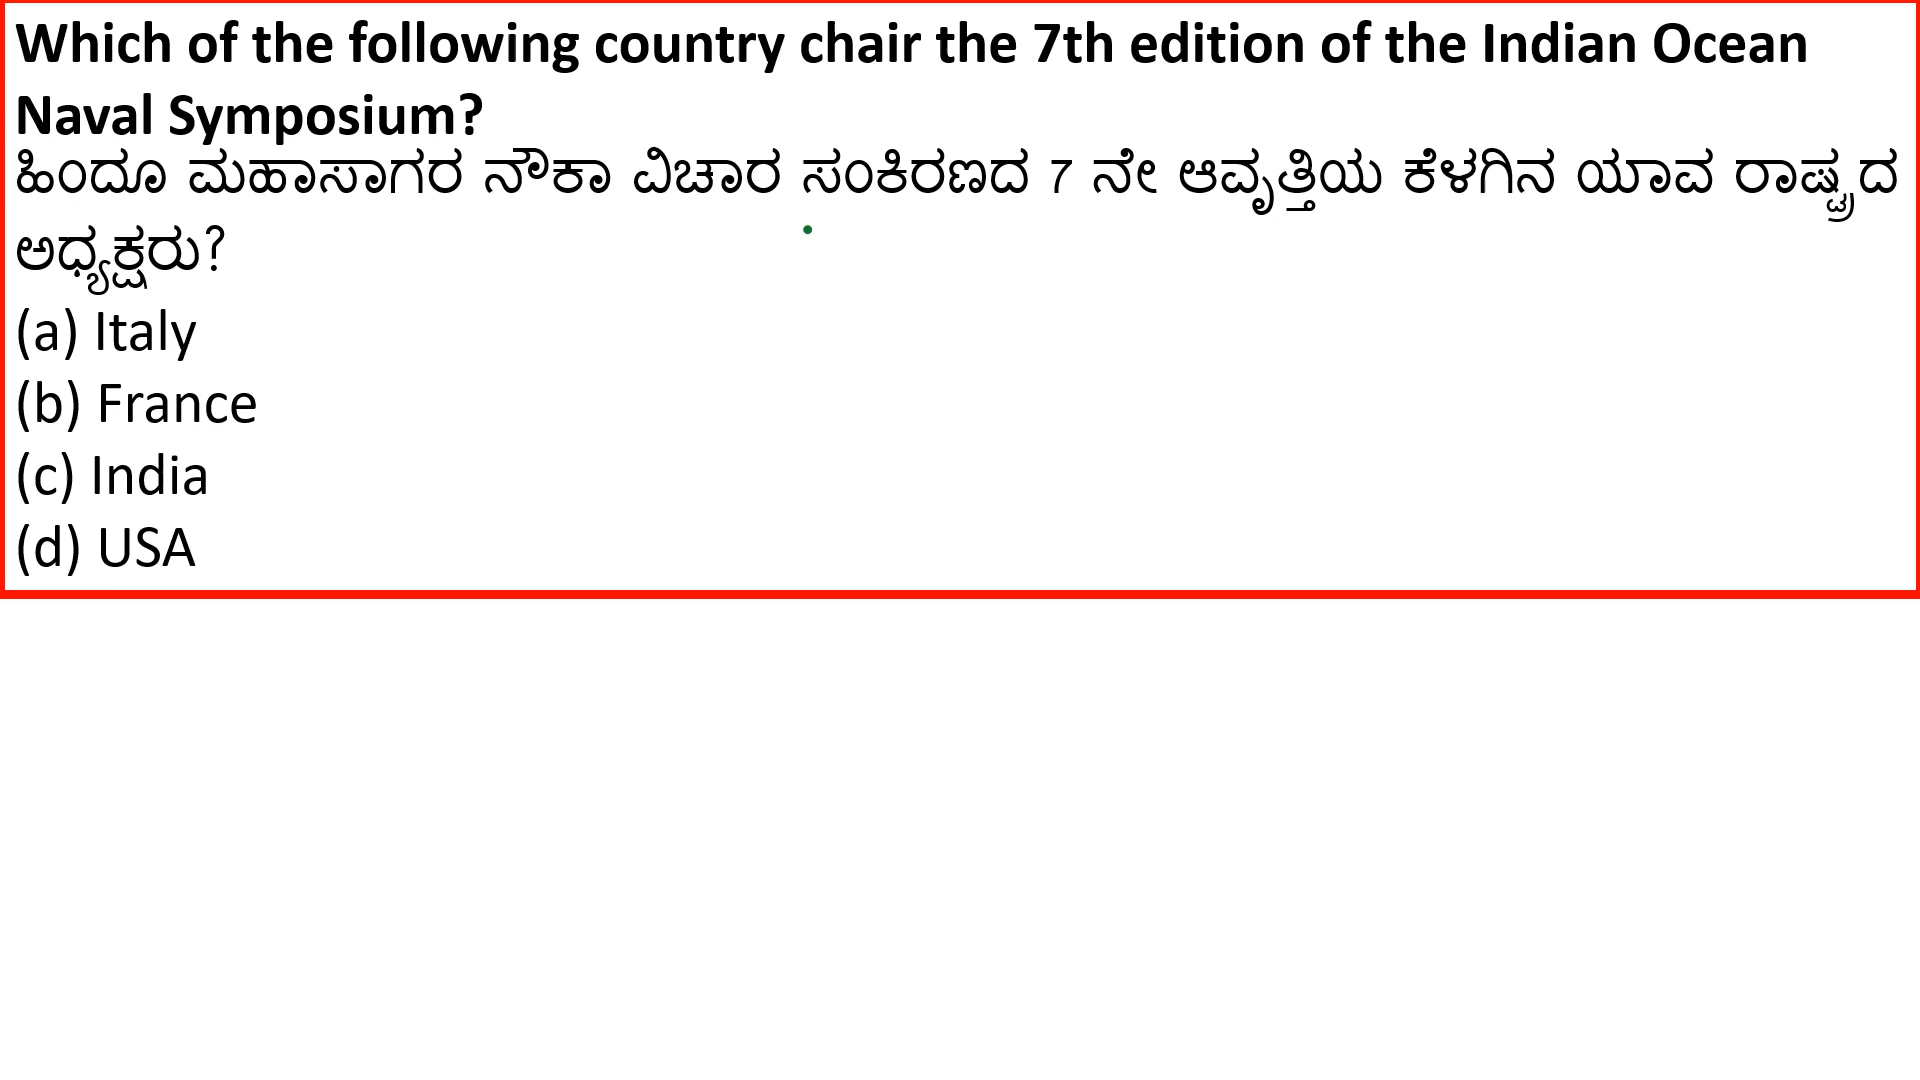 Which of the following country chair the 7th edition of the Indian Ocean
Naval Symposium?
ಹಿಂದೂ ಮಹಾಸಾಗರ ನೌಕಾ ವಿಚಾರ ಸಂಕಿರಣದ 7 ನೇ ಆವೃತ್ತಿಯ ಕೆಳಗಿನ ಯಾವ ರಾಷ್ಟ್ರದ
ಅಧ್ಯಕ್ಷರು?
(a) Italy
(b) France
(c) India
(d) USA